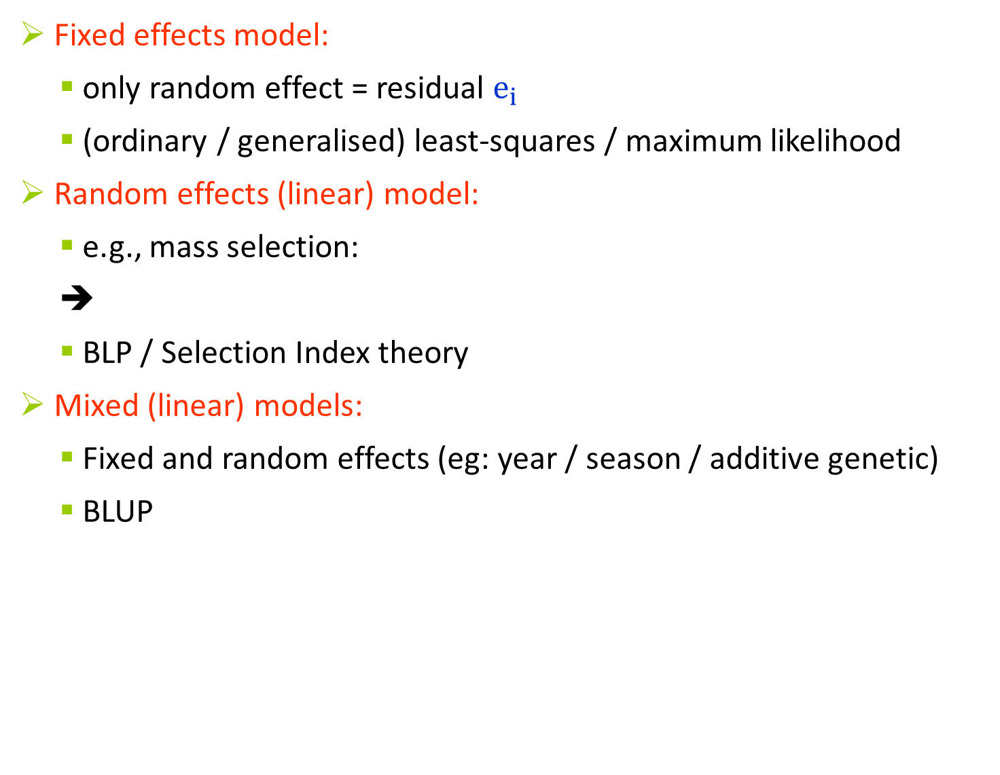 Fixed effects model:
only random effect = residual eᵢ
(ordinary / generalised) least-squares / maximum likelihood
Random effects (linear) model:
e.g., mass selection:
➔
BLP / Selection Index theory
Mixed (linear) models:
Fixed and random effects (eg: year / season / additive genetic)
BLUP